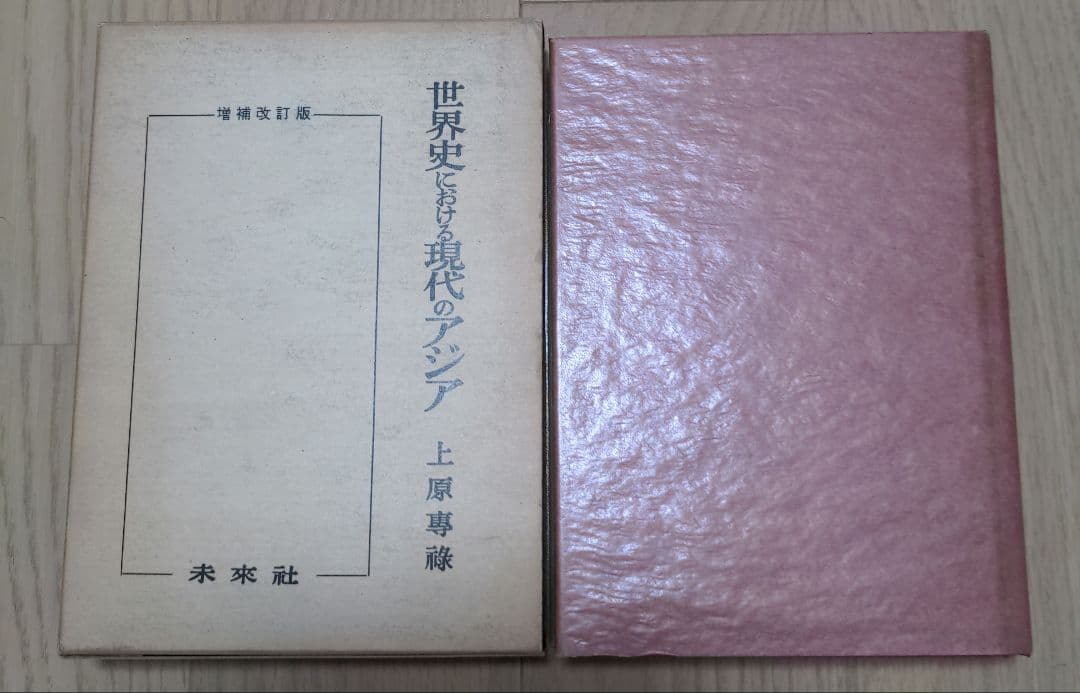 世界史における現代のアジア
上原專祿
増補改訂版
未來社